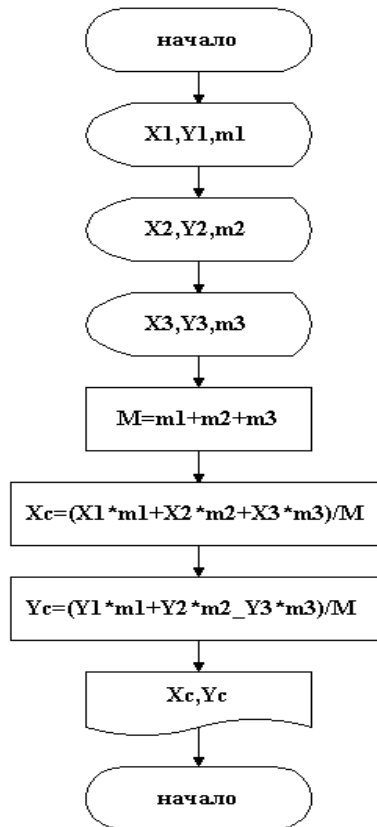 начало
X1,Y1,m1
X2,Y2,m2
X3,Y3,m3
M=m1+m2+m3
Xc=(X1*m1+X2*m2+X3*m3)/M
Yc=(Y1*m1+Y2*m2_Y3*m3)/M
Xc,Yc
начало